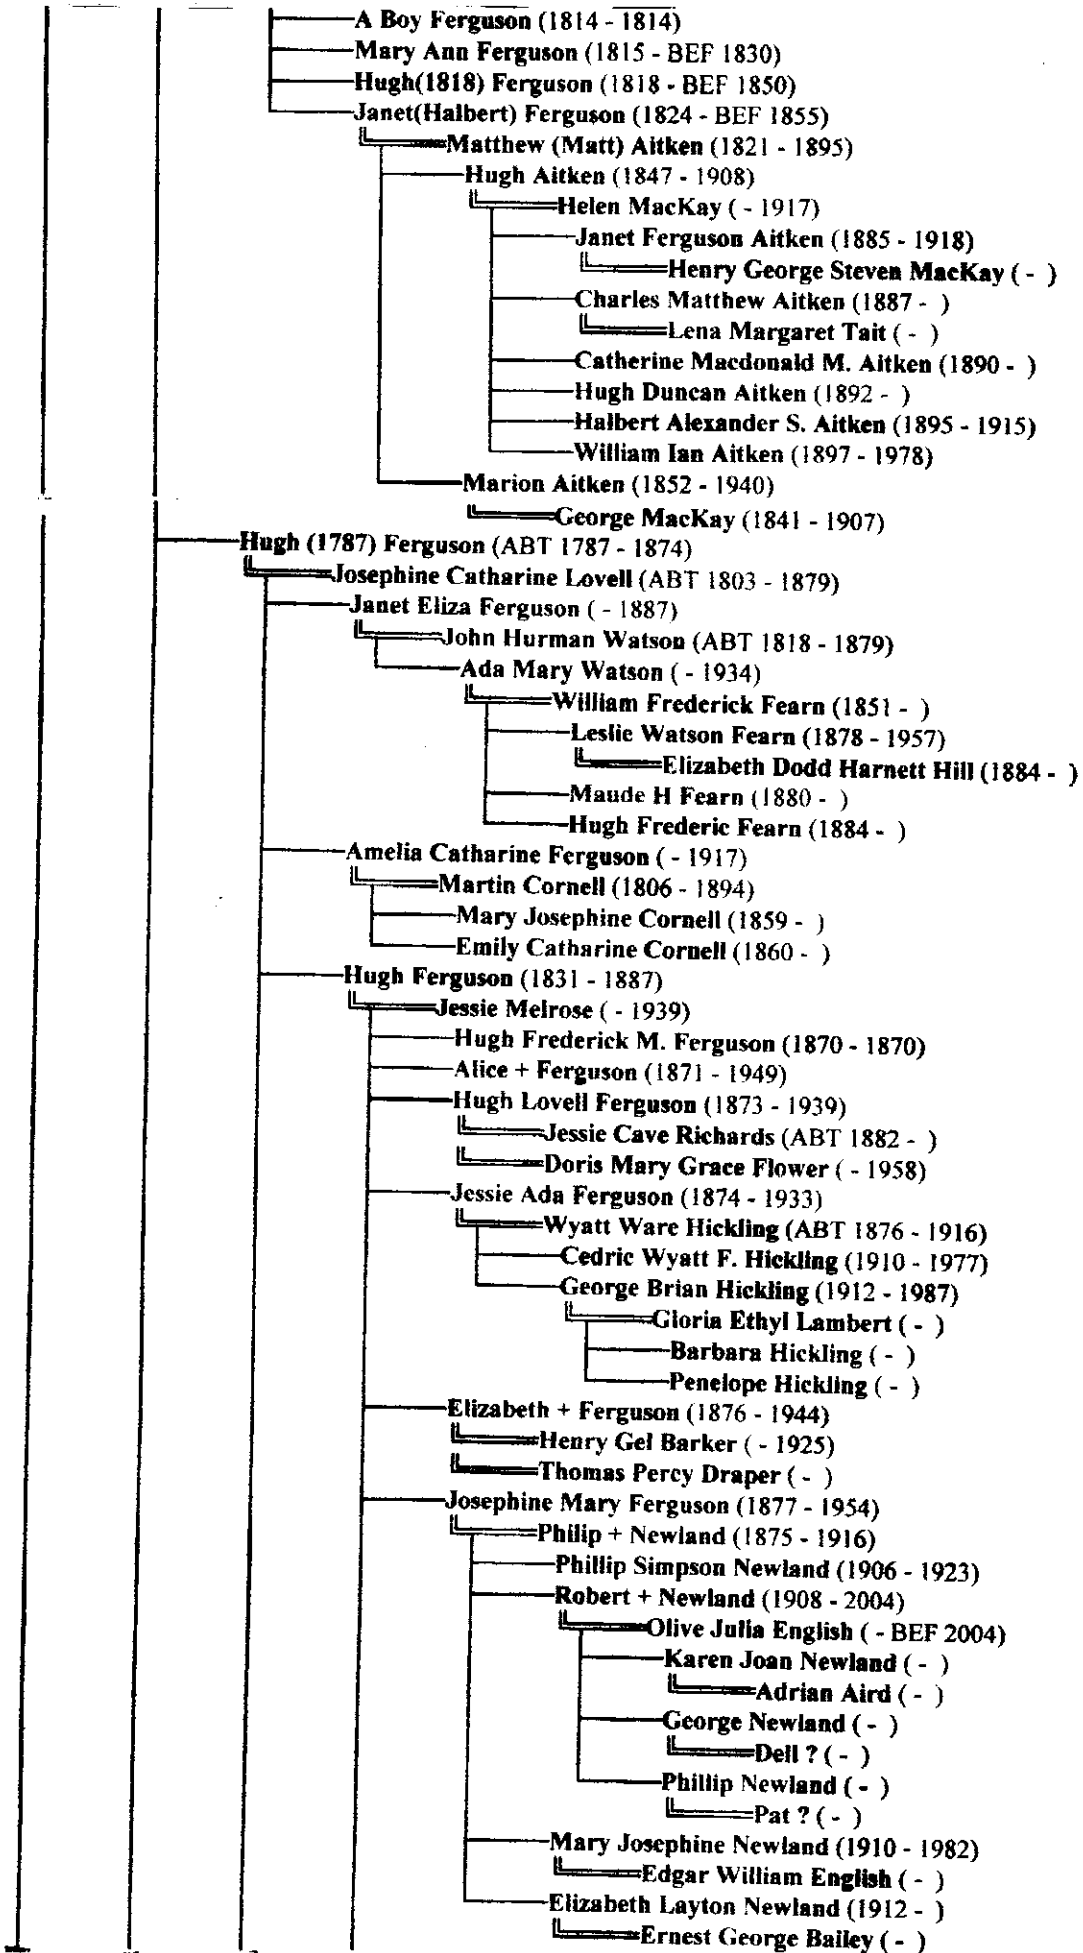 A Boy Ferguson (1814 - 1814)
Mary Ann Ferguson (1815 - BEF 1830)
Hugh(1818) Ferguson (1818 - BEF 1850)
Janet(Halbert) Ferguson (1824 - BEF 1855)
Matthew (Matt) Aitken (1821 - 1895)
Hugh Aitken (1847 - 1908)
Helen MacKay ( - 1917)
Janet Ferguson Aitken (1885 - 1918)
Henry George Steven MacKay ( - )
Charles Matthew Aitken (1887 - )
Lena Margaret Tait ( - )
Catherine Macdonald M. Aitken (1890 - )
Hugh Duncan Aitken (1892 - )
Halbert Alexander S. Aitken (1895 - 1915)
William Ian Aitken (1897 - 1978)
Marion Aitken (1852 - 1940)
George MacKay (1841 - 1907)
Hugh (1787) Ferguson (ABT 1787 - 1874)
Josephine Catharine Lovell (ABT 1803 - 1879)
Janet Eliza Ferguson ( - 1887)
John Hurman Watson (ABT 1818 - 1879)
Ada Mary Watson ( - 1934)
William Frederick Fearn (1851 - )
Leslie Watson Fearn (1878 - 1957)
Elizabeth Dodd Harnett Hill (1884 - )
Maude H Fearn (1880 - )
Hugh Frederic Fearn (1884 - )
Amelia Catharine Ferguson ( - 1917)
Martin Cornell (1806 - 1894)
Mary Josephine Cornell (1859 - )
Emily Catharine Cornell (1860 - )
Hugh Ferguson (1831 - 1887)
Jessie Melrose ( - 1939)
Hugh Frederick M. Ferguson (1870 - 1870)
Alice + Ferguson (1871 - 1949)
Hugh Lovell Ferguson (1873 - 1939)
Jessie Cave Richards (ABT 1882 - )
Doris Mary Grace Flower ( - 1958)
Jessie Ada Ferguson (1874 - 1933)
Wyatt Ware Hickling (ABT 1876 - 1916)
Cedric Wyatt F. Hickling (1910 - 1977)
George Brian Hickling (1912 - 1987)
Gloria Ethyl Lambert ( - )
Barbara Hickling ( - )
Penelope Hickling ( - )
Elizabeth + Ferguson (1876 - 1944)
Henry Gel Barker ( - 1925)
Thomas Percy Draper ( - )
Josephine Mary Ferguson (1877 - 1954)
Philip + Newland (1875 - 1916)
Phillip Simpson Newland (1906 - 1923)
Robert + Newland (1908 - 2004)
Olive Julia English ( - BEF 2004)
Karen Joan Newland ( - )
Adrian Aird ( - )
George Newland ( - )
Dell ? ( - )
Phillip Newland ( - )
Pat ? ( - )
Mary Josephine Newland (1910 - 1982)
Edgar William English ( - )
Elizabeth Layton Newland (1912 - )
Ernest George Bailey ( - )